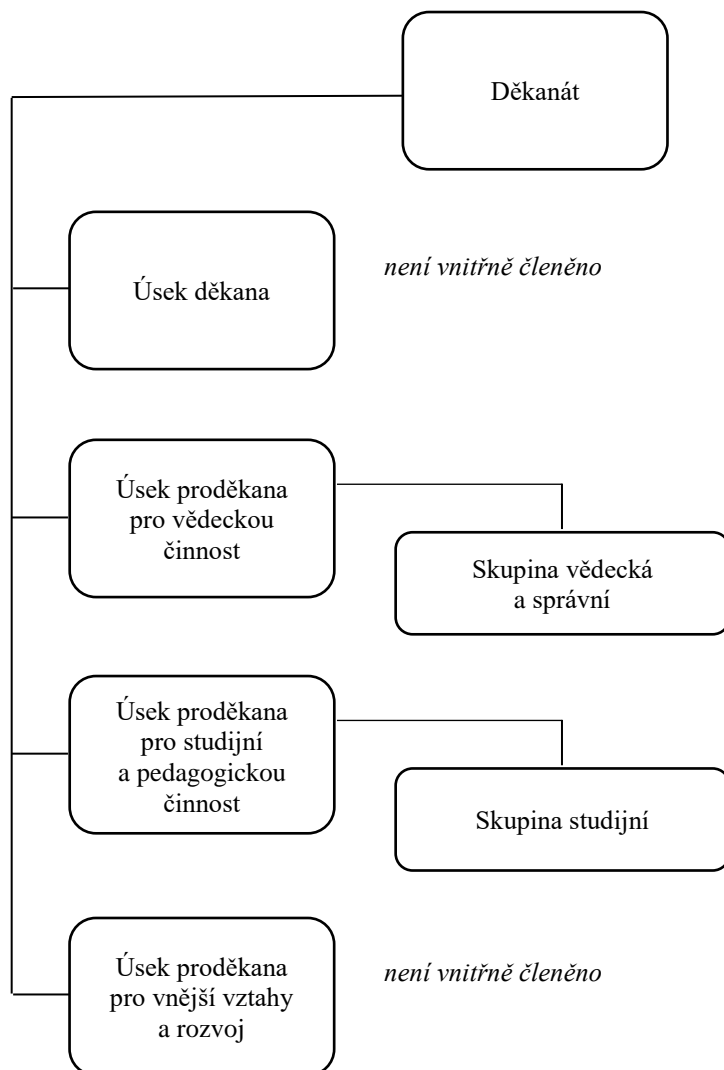 Děkanát
Úsek děkana
není vnitřně členěno
Úsek proděkana
pro vědeckou
činnost
Skupina vědecká
a správní
Úsek proděkana
pro studijní
a pedagogickou
činnost
Skupina studijní
Úsek proděkana
pro vnější vztahy
a rozvoj
není vnitřně členěno